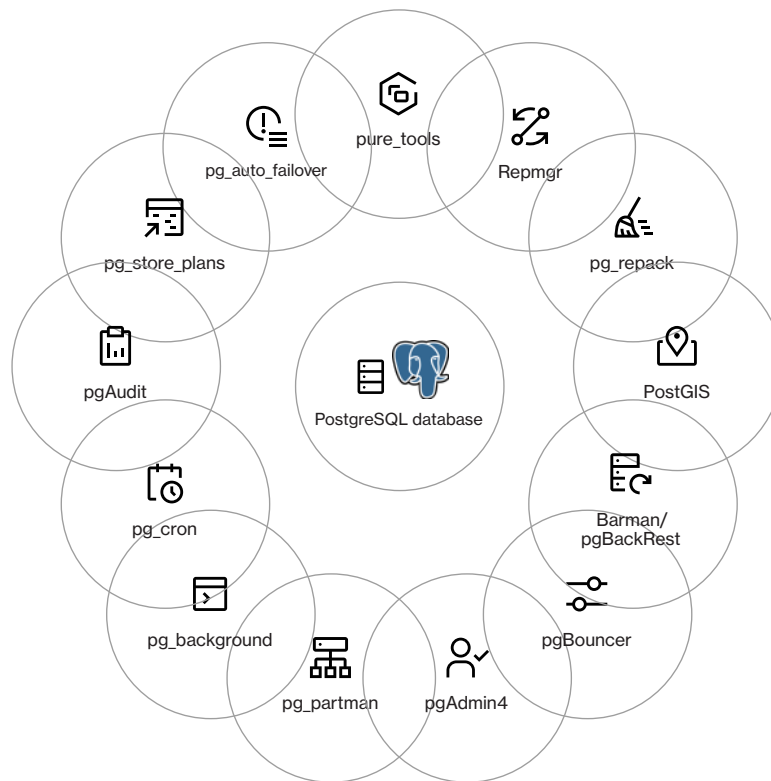 pure_tools
pg_auto_failover
Repmgr
pg_store_plans
pg_repack
pgAudit
PostGIS
PostgreSQL database
pg_cron
Barman/
pgBackRest
pg_background
pgBouncer
pg_partman
pgAdmin4